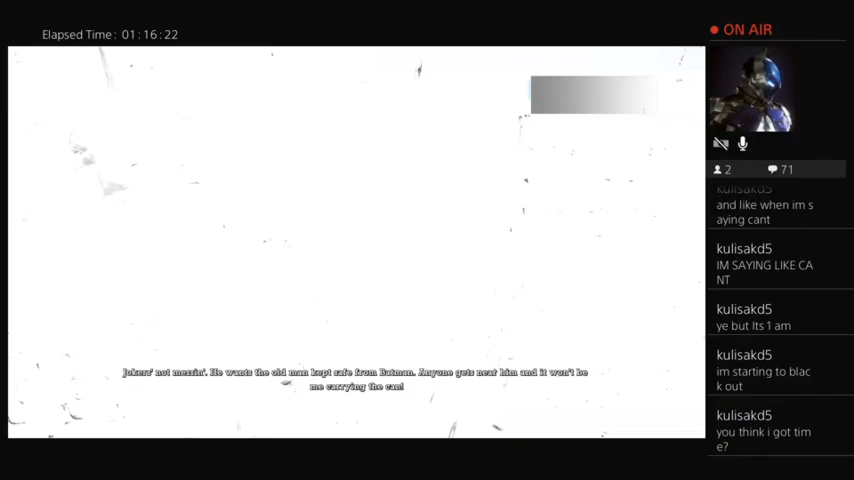 Elapsed Time: 01:16:22
ON AIR
2 71
kulisakd5
and like when im s
aying cant
kulisakd5
IM SAYING LIKE CA
NT
kulisakd5
ye but Its 1 am
kulisakd5
im starting to blac
k out
kulisakd5
you think i got tim
e?
Jokers' not messin'. He wants the old man kept safe from Batman. Anyone gets near him and it won't be
me carrying the can!